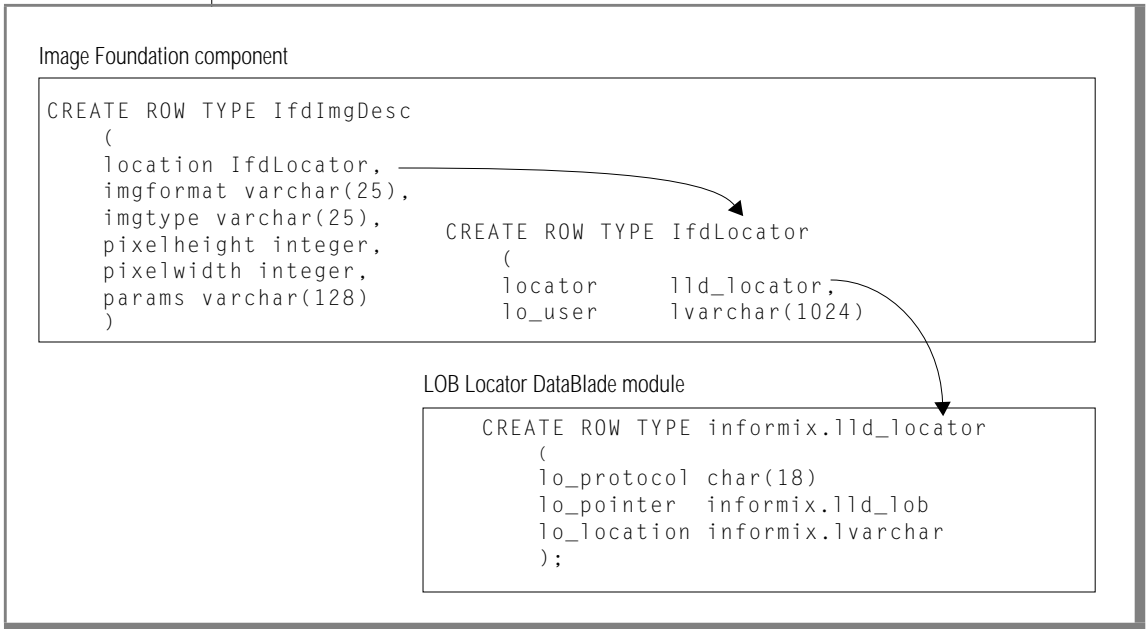 Image Foundation component
CREATE ROW TYPE IfdImgDesc
(
location IfdLocator,
imgformat varchar(25),
imgtype varchar(25),
pixelheight integer,
pixelwidth integer,
params varchar(128)
)
CREATE ROW TYPE IfdLocator
(
locator lld_locator,
lo_user lvarchar(1024)
LOB Locator DataBlade module
CREATE ROW TYPE informix.lld_locator
(
lo_protocol char(18)
lo_pointer informix.lld_lob
lo_location informix.lvarchar
);